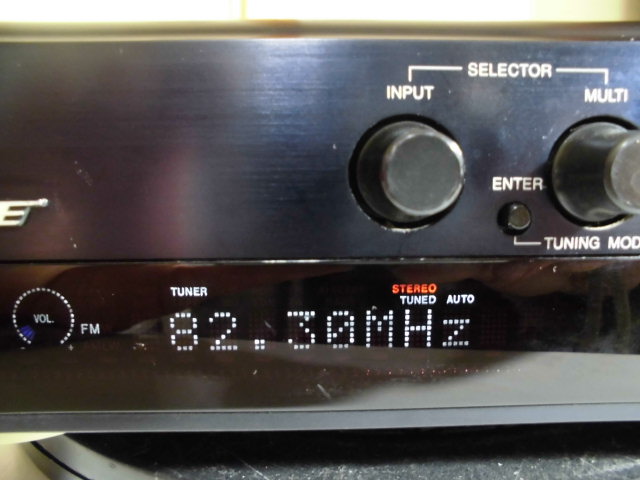 SELECTOR
INPUT MULTI
ENTER
TUNING MOD
TUNER STEREO
TUNED AUTO
VOL. FM 82.30MHz
- +